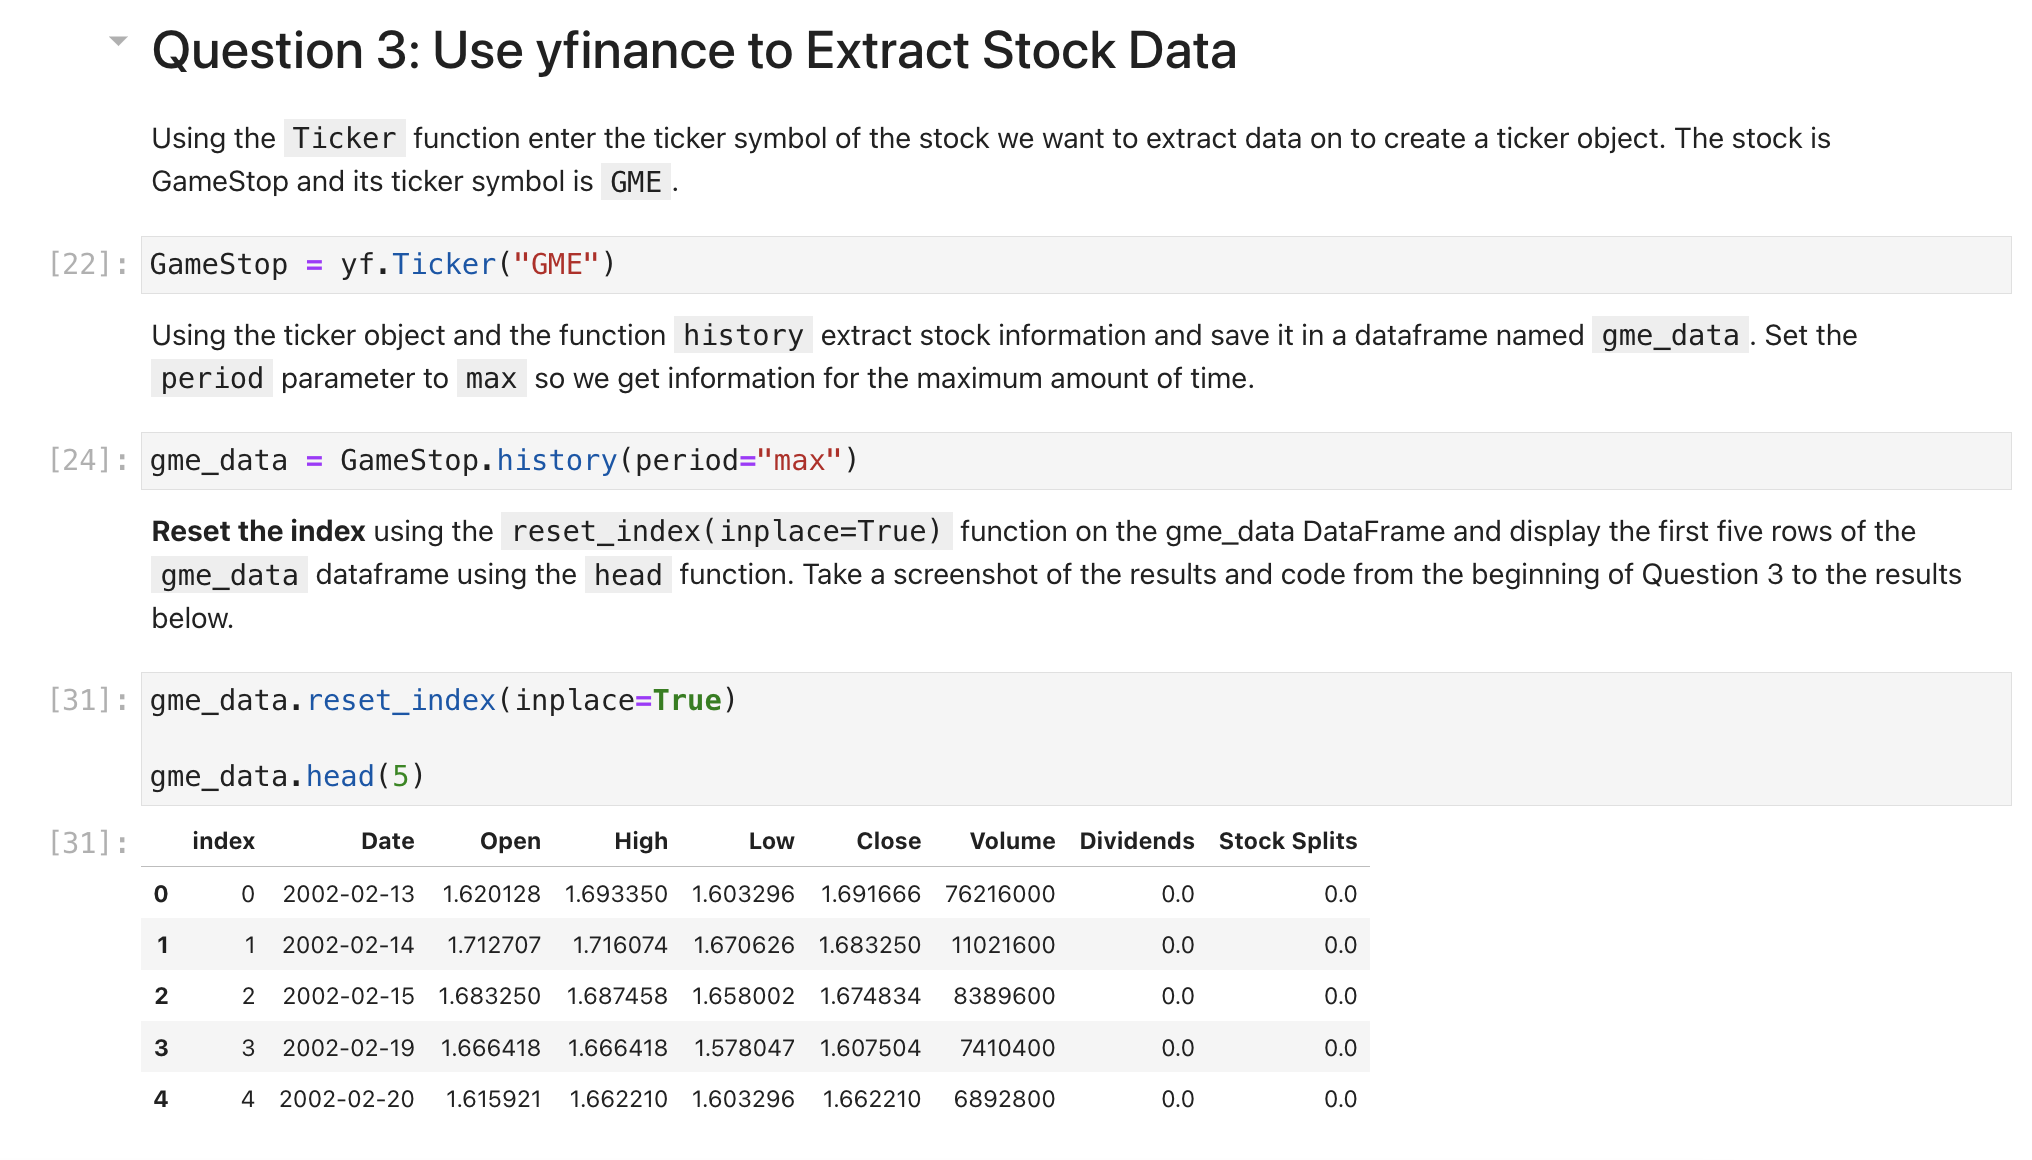 Question 3: Use yfinance to Extract Stock Data
Using the Ticker function enter the ticker symbol of the stock we want to extract data on to create a ticker object. The stock is
GameStop and its ticker symbol is GME .
[22]: GameStop = yf.Ticker("GME")
Using the ticker object and the function history extract stock information and save it in a dataframe named gme_data . Set the
period parameter to max so we get information for the maximum amount of time.
[24]: gme_data = GameStop.history(period="max")
Reset the index using the reset_index(inplace=True) function on the gme_data DataFrame and display the first five rows of the
gme_data dataframe using the head function. Take a screenshot of the results and code from the beginning of Question 3 to the results
below.
[31]: gme_data.reset_index(inplace=True)
gme_data.head(5)
[31]: index Date Open High Low Close Volume Dividends Stock Splits
0 0 2002-02-13 1.620128 1.693350 1.603296 1.691666 76216000 0.0 0.0
1 1 2002-02-14 1.712707 1.716074 1.670626 1.683250 11021600 0.0 0.0
2 2 2002-02-15 1.683250 1.687458 1.658002 1.674834 8389600 0.0 0.0
3 3 2002-02-19 1.666418 1.666418 1.578047 1.607504 7410400 0.0 0.0
4 4 2002-02-20 1.615921 1.662210 1.603296 1.662210 6892800 0.0 0.0